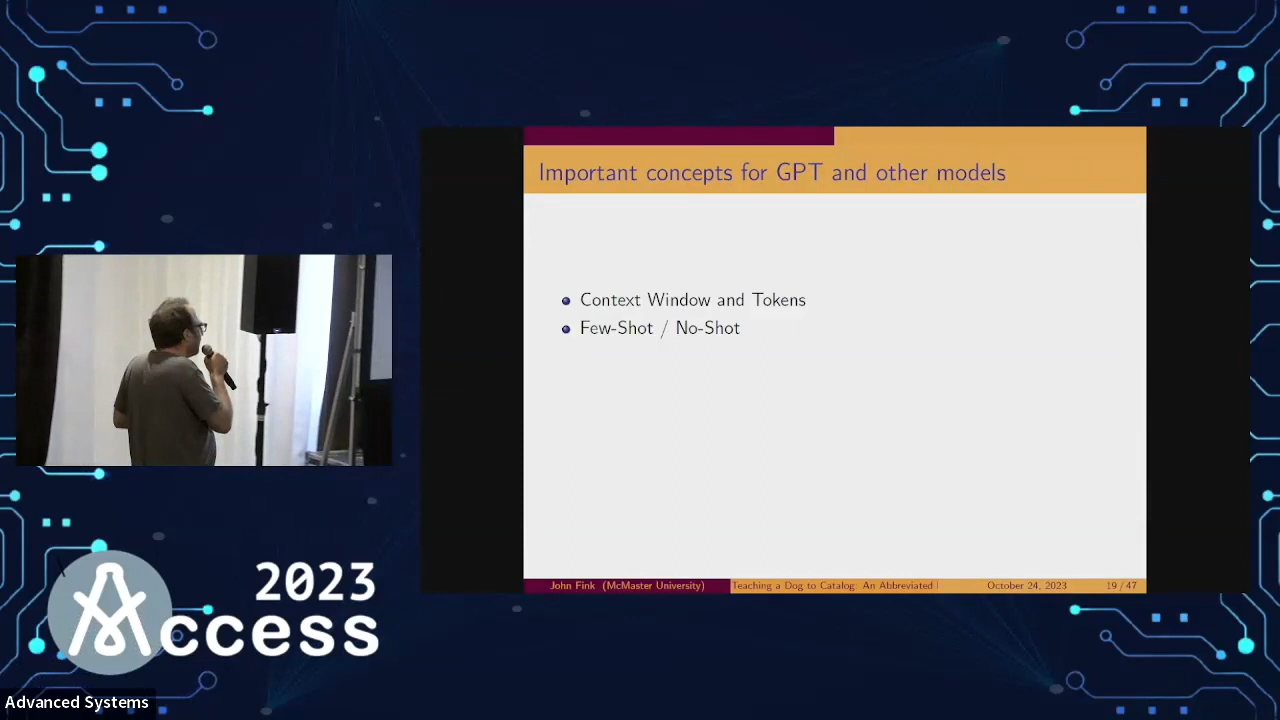 Important concepts for GPT and other models
Context Window and Tokens
Few-Shot / No-Shot
John Fink (McMaster University)
Teaching a Dog to Catalog: An Abbreviated
October 24, 2023
19 / 47
2023
Access
Advanced Systems